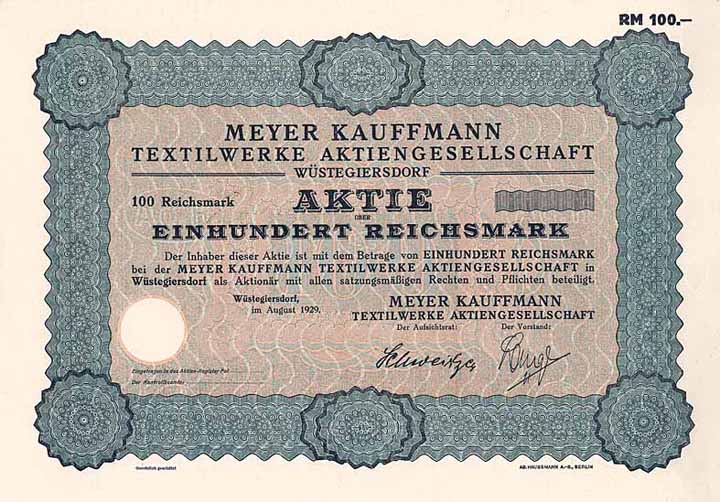 RM 100.—
MEYER KAUFFMANN
TEXTILWERKE AKTIENGESELLSCHAFT
WÜSTEGIERSDORF
100 Reichsmark AKTIE
ÜBER
EINHUNDERT REICHSMARK
Der Inhaber dieser Aktie ist mit dem Betrage von EINHUNDERT REICHSMARK
bei der MEYER KAUFFMANN TEXTILWERKE AKTIENGESELLSCHAFT in
Wüstegiersdorf als Aktionär mit allen satzungsmäßigen Rechten und Pflichten beteiligt.
Wüstegiersdorf,
im August 1929.
MEYER KAUFFMANN
TEXTILWERKE AKTIENGESELLSCHAFT
Der Aufsichtsrat: Der Vorstand:
Eingetragen in das Aktien-Register Fol.
Der Kontrollbeamte:
Gesetzlich geschützt
A.-G., BERLIN